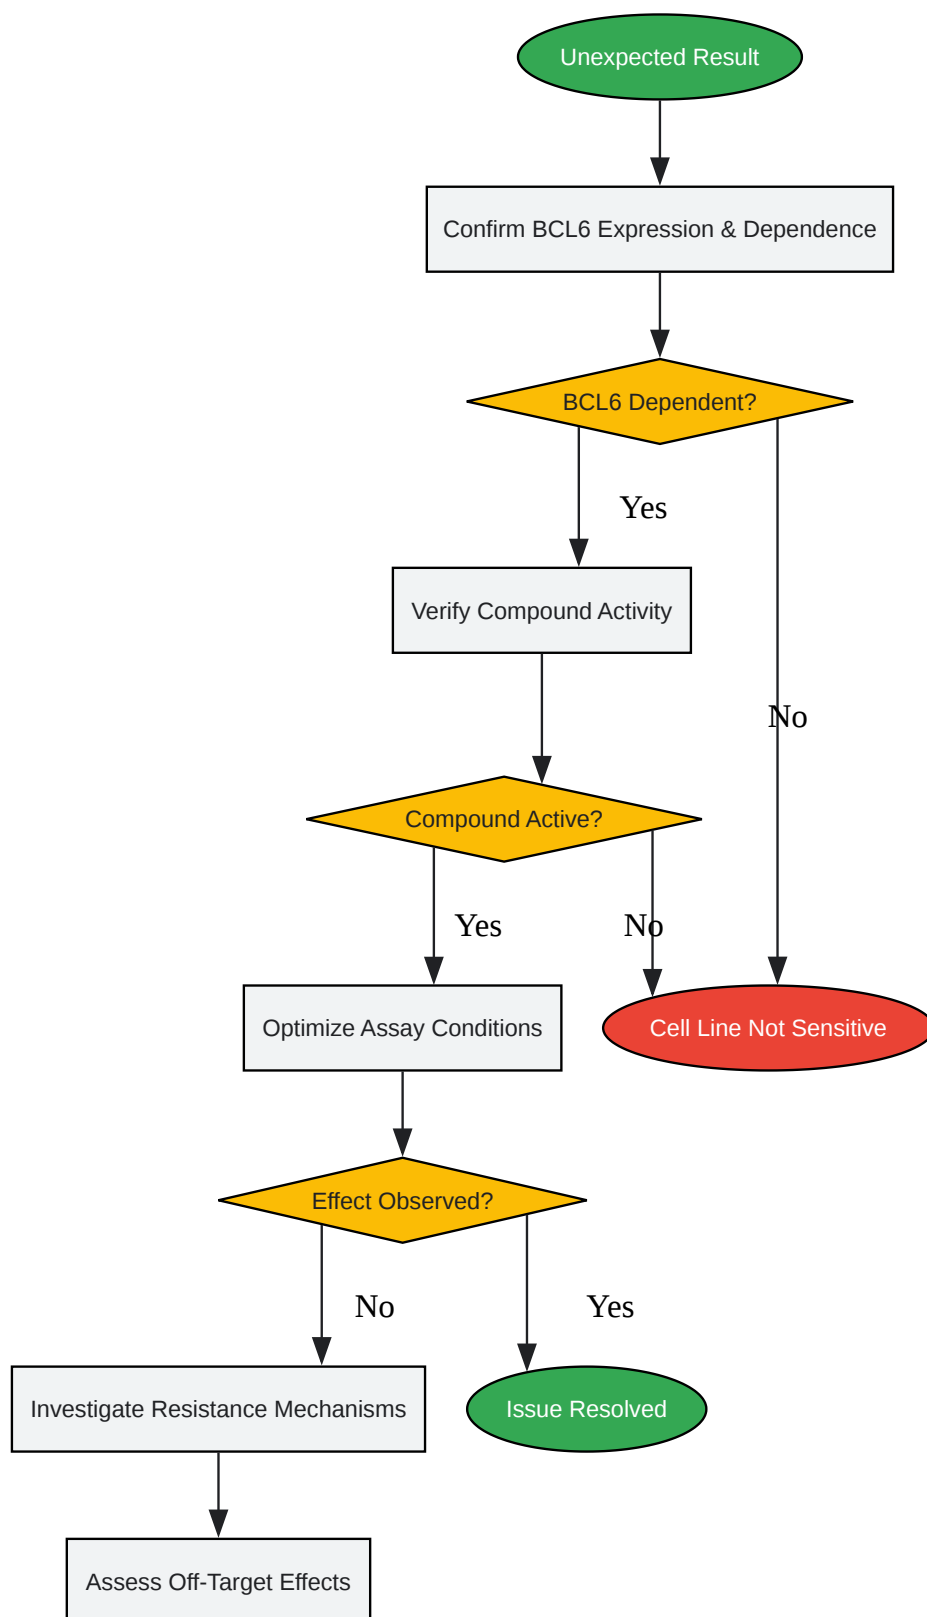 Unexpected Result
Confirm BCL6 Expression & Dependence
BCL6 Dependent?
Yes
Verify Compound Activity
No
Compound Active?
Yes
No
Optimize Assay Conditions
Cell Line Not Sensitive
Effect Observed?
No
Yes
Investigate Resistance Mechanisms
Issue Resolved
Assess Off-Target Effects